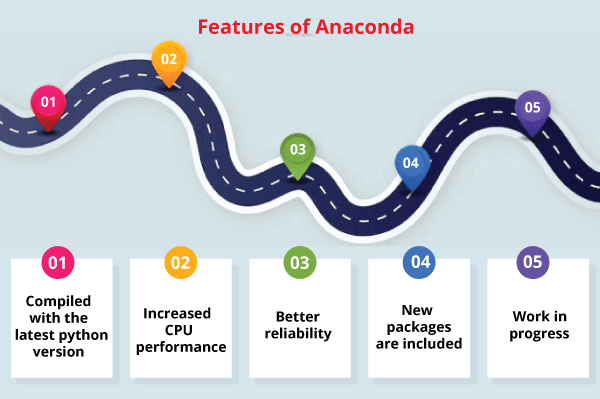 Features of Anaconda
01
02
03
04
05
01
02
03
04
05
Compiled
with the
latest python
version
Increased
CPU
performance
Better
reliability
New
packages
are included
Work in
progress